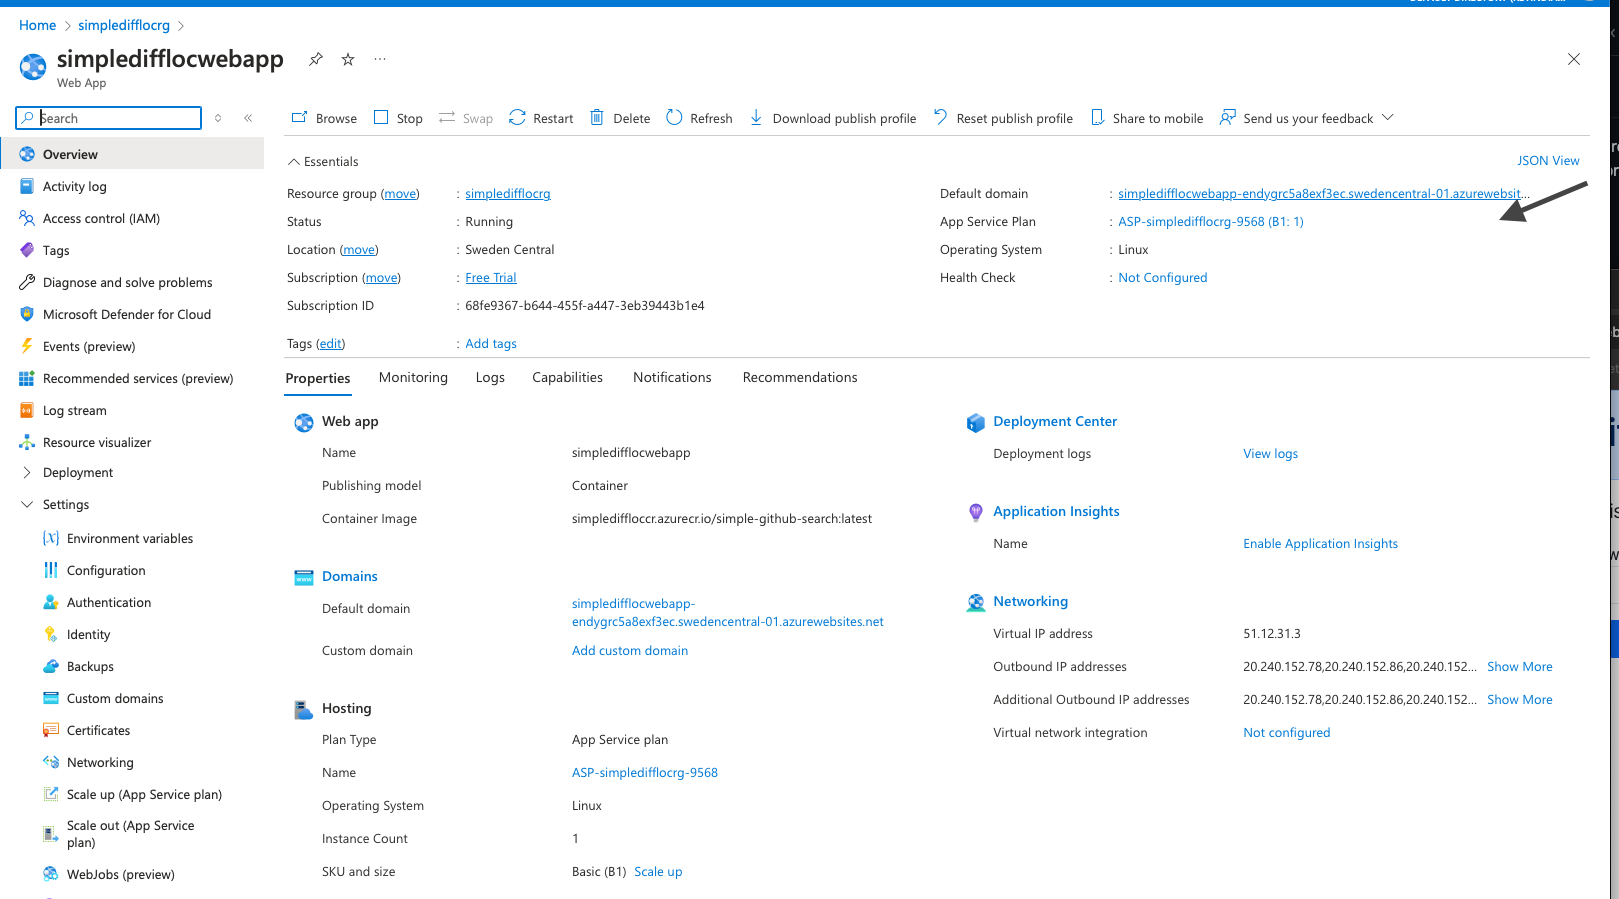 Home > simpledifflocrg >
simpledifflocwebapp
Web App
Search
Browse Stop Swap Restart Delete Refresh Download publish profile Reset publish profile Share to mobile Send us your feedback
Overview
Activity log
Access control (IAM)
Tags
Diagnose and solve problems
Microsoft Defender for Cloud
Events (preview)
Recommended services (preview)
Log stream
Resource visualizer
Deployment
Settings
Environment variables
Configuration
Authentication
Identity
Backups
Custom domains
Certificates
Networking
Scale up (App Service plan)
Scale out (App Service
plan)
WebJobs (preview)
Essentials
JSON View
Resource group (move) : simpledifflocrg
Status : Running
Location (move) : Sweden Central
Subscription (move) : Free Trial
Subscription ID : 68fe9367-b644-455f-a447-3eb39443b1e4
Default domain : simpledifflocwebapp-endygrc5a8exf3ec.swedencentral-01.azurewebsit...
App Service Plan : ASP-simpledifflocrg-9568 (B1: 1)
Operating System : Linux
Health Check : Not Configured
Tags (edit) : Add tags
Properties Monitoring Logs Capabilities Notifications Recommendations
Web app
Name simpledifflocwebapp
Publishing model Container
Container Image simplediffloccr.azurecr.io/simple-github-search:latest
Domains
Default domain simpledifflocwebapp-
endygrc5a8exf3ec.swedencentral-01.azurewebsites.net
Custom domain Add custom domain
Hosting
Plan Type App Service plan
Name ASP-simpledifflocrg-9568
Operating System Linux
Instance Count 1
SKU and size Basic (B1) Scale up
Deployment Center
Deployment logs View logs
Application Insights
Name Enable Application Insights
Networking
Virtual IP address 51.12.31.3
Outbound IP addresses 20.240.152.78,20.240.152.86,20.240.152... Show More
Additional Outbound IP addresses 20.240.152.78,20.240.152.86,20.240.152... Show More
Virtual network integration Not configured